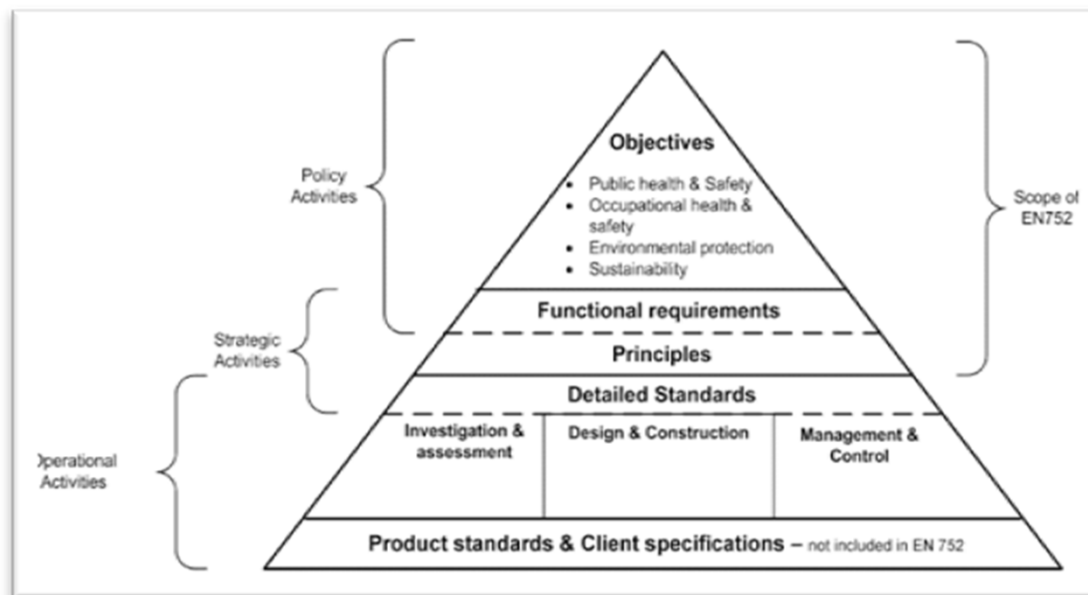 Objectives
• Public health & Safety
• Occupational health &
safety
• Environmental protection
• Sustainability
Policy
Activities
Scope of
EN752
Functional requirements
Strategic
Activities
Principles
Detailed Standards
Investigation &
assessment
Design & Construction
Management &
Control
Operational
Activities
Product standards & Client specifications – not included in EN 752